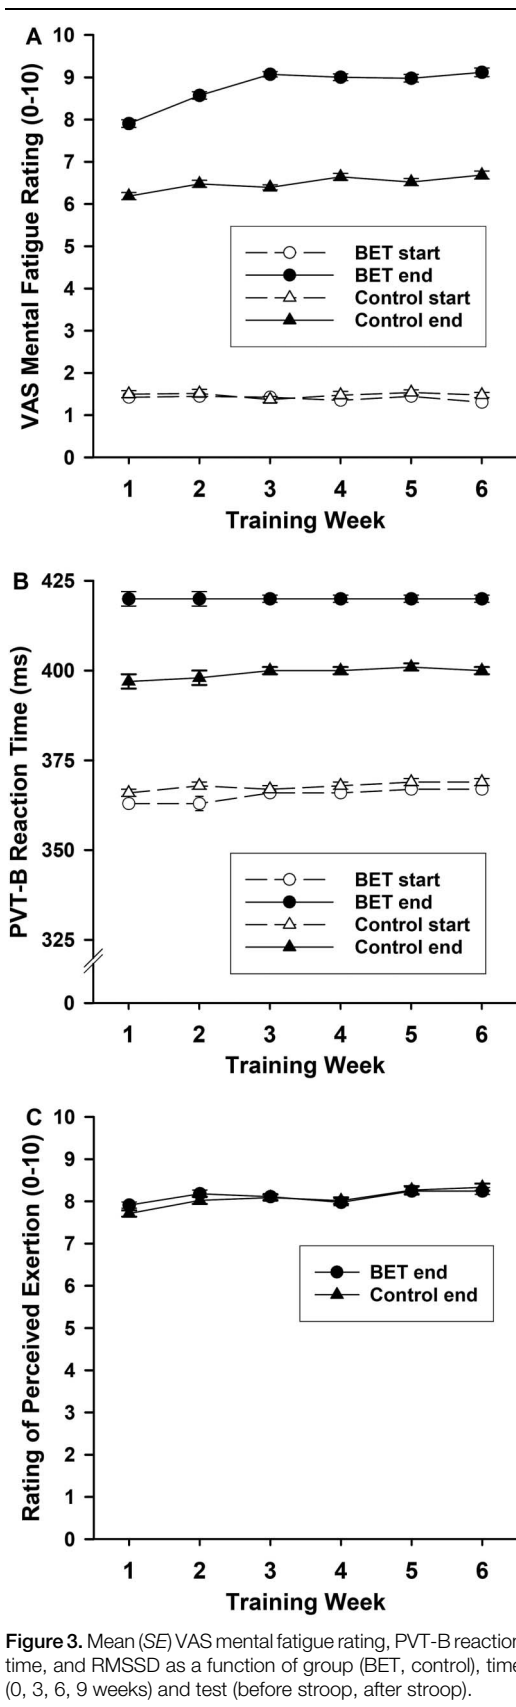 A
VAS Mental Fatigue Rating (0-10)
10
9
8
7
6
5
4
3
2
1
0
BET start
BET end
Control start
Control end
1 2 3 4 5 6
Training Week
B
PVT-B Reaction Time (ms)
425
400
375
350
325
0
BET start
BET end
Control start
Control end
1 2 3 4 5 6
Training Week
C
Rating of Perceived Exertion (0-10)
10
9
8
7
6
5
4
3
2
1
0
BET end
Control end
1 2 3 4 5 6
Training Week
Figure 3. Mean (SE) VAS mental fatigue rating, PVT-B reaction
time, and RMSSD as a function of group (BET, control), time
(0, 3, 6, 9 weeks) and test (before stroop, after stroop).